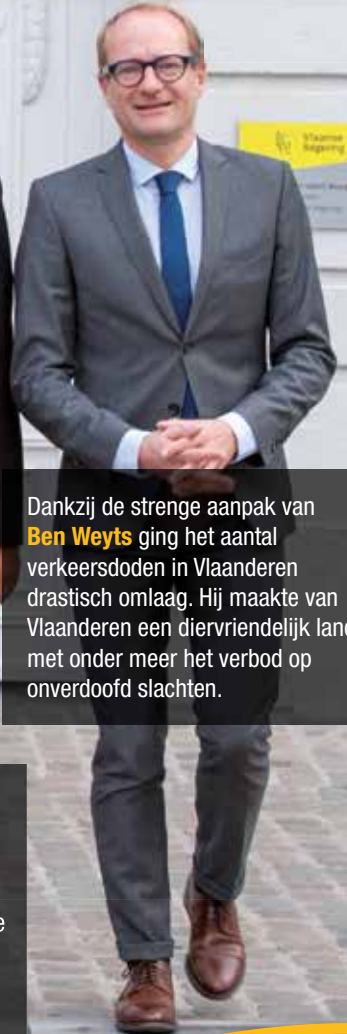 Vlaamse
Regering
Dankzij de strenge aanpak van
Ben Weyts ging het aantal
verkeersdoden in Vlaanderen
drastisch omlaag. Hij maakte van
Vlaanderen een diervriendelijk land
met onder meer het verbod op
onverdoofd slachten.
e